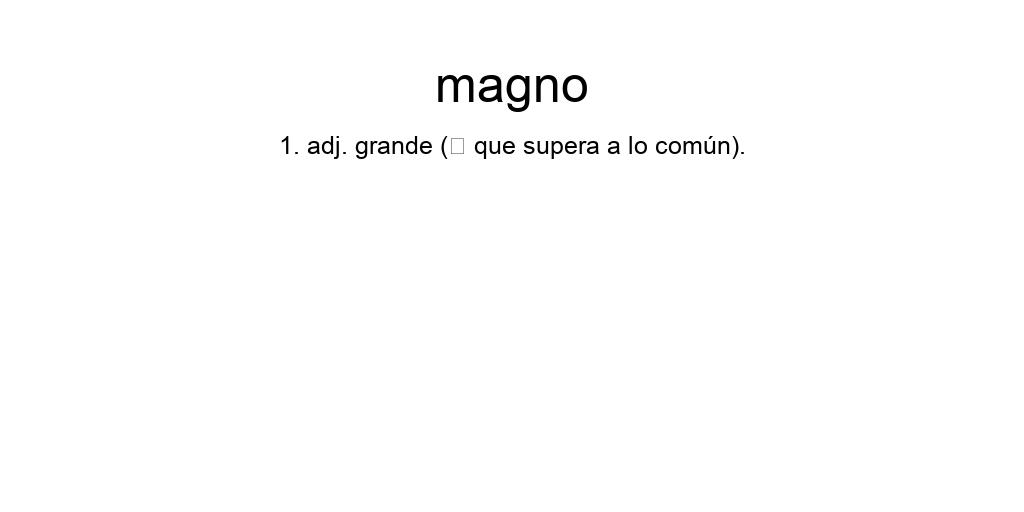 magno
1. adj. grande (‖ que supera a lo común).